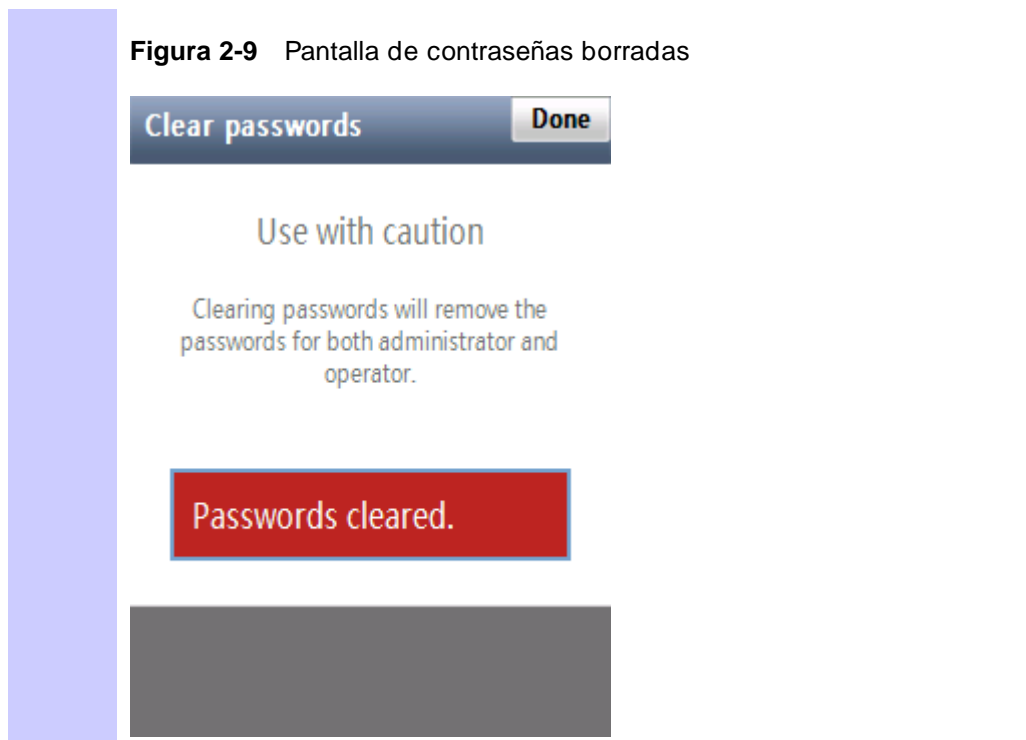 Figura 2-9 Pantalla de contraseñas borradas
Clear passwords
Done
Use with caution
Clearing passwords will remove the
passwords for both administrator and
operator.
Passwords cleared.